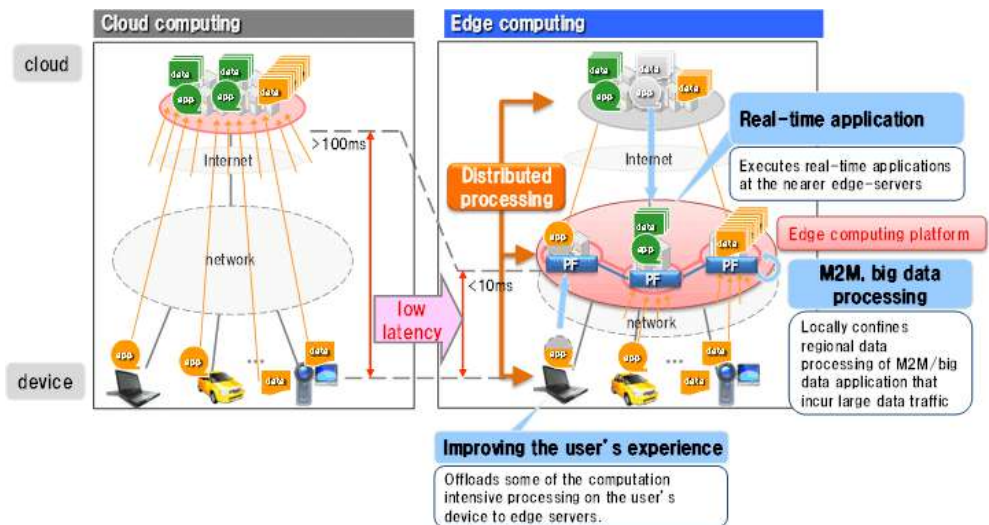 Cloud computing
Edge computing
cloud
data
data
data
app
app
>100ms
Internet
network
app
app
...
data
data
device
low
latency
<10ms
Distributed
processing
data
data
data
app
app
Internet
Real-time application
Executes real-time applications
at the nearer edge-servers
data
app
app
data
PF
PF
PF
Edge computing platform
network
M2M, big data
processing
Locally confines
regional data
processing of M2M/big
data application that
incur large data traffic
app
app
...
data
data
Improving the user's experience
Offloads some of the computation
intensive processing on the user's
device to edge servers.